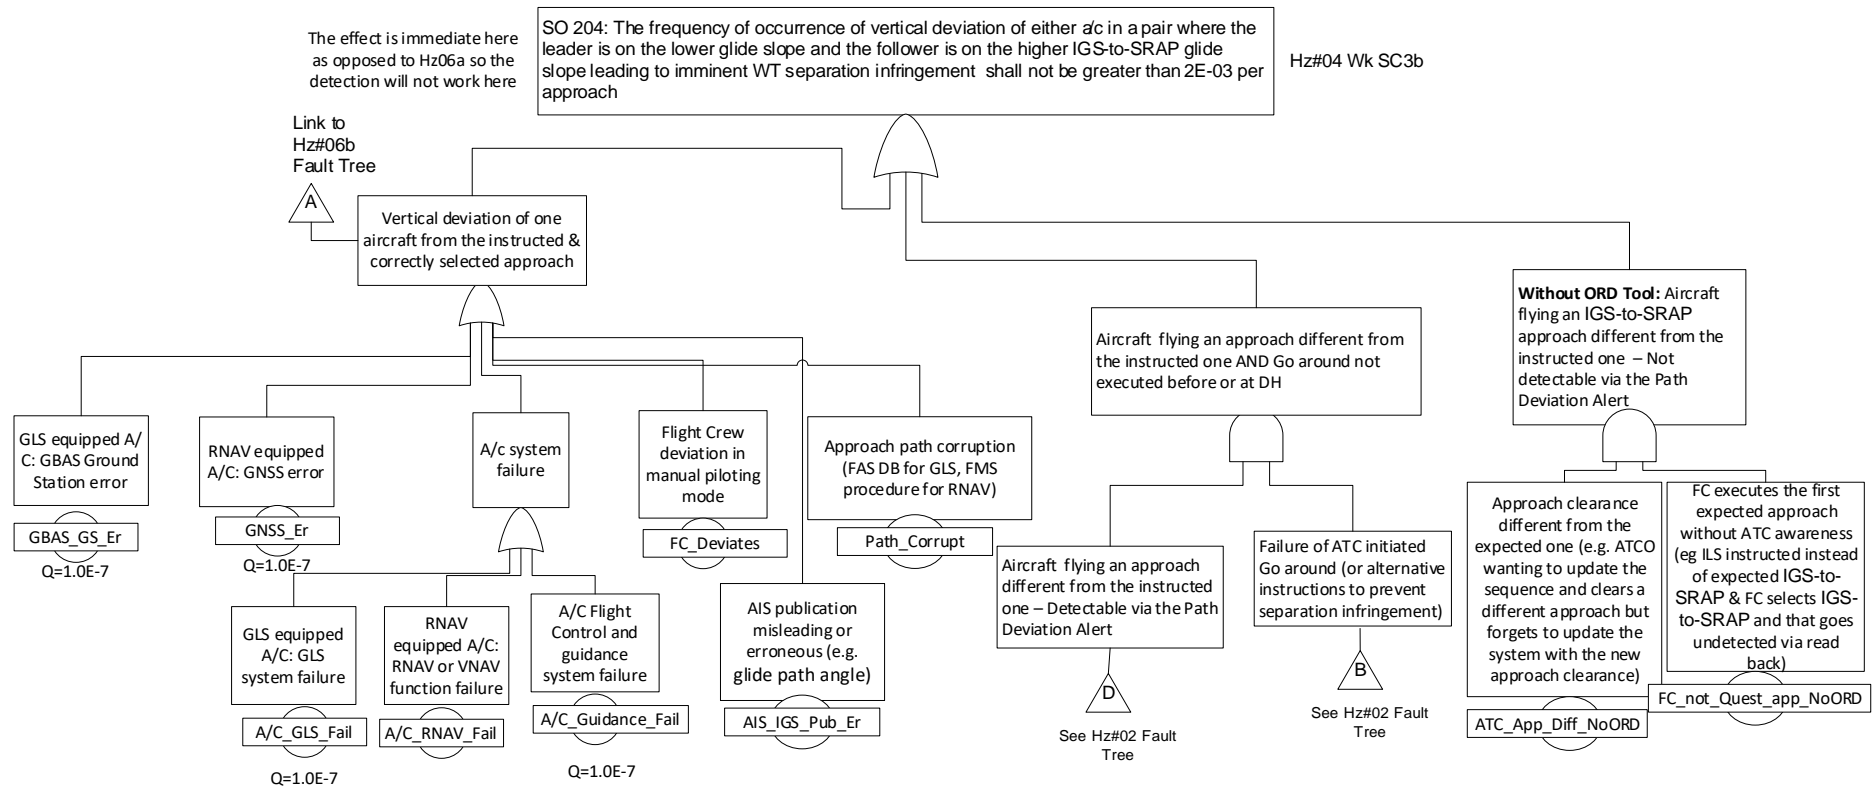 The effect is immediate here
as opposed to Hz06a so the
detection will not work here
SO 204: The frequency of occurrence of vertical deviation of either a/c in a pair where the
leader is on the lower glide slope and the follower is on the higher IGS-to-SRAP glide
slope leading to imminent WT separation infringement shall not be greater than 2E-03 per
approach
Hz#04 Wk SC3b
Link to
Hz#06b
Fault Tree
A
Vertical deviation of one
aircraft from the instructed &
correctly selected approach
Aircraft flying an approach different from
the instructed one AND Go around not
executed before or at DH
Without ORD Tool: Aircraft
flying an IGS-to-SRAP
approach different from the
instructed one – Not
detectable via the Path
Deviation Alert
GLS equipped A/
C: GBAS Ground
Station error
GBAS_GS_Er
Q=1.0E-7
RNAV equipped
A/C: GNSS error
GNSS_Er
Q=1.0E-7
A/c system
failure
Flight Crew
deviation in
manual piloting
mode
FC_Deviates
Approach path corruption
(FAS DB for GLS, FMS
procedure for RNAV)
Path_Corrupt
GLS equipped
A/C: GLS
system failure
A/C_GLS_Fail
Q=1.0E-7
RNAV
equipped A/C:
RNAV or VNAV
function failure
A/C_RNAV_Fail
A/C Flight
Control and
guidance
system failure
A/C_Guidance_Fail
Q=1.0E-7
AIS publication
misleading or
erroneous (e.g.
glide path angle)
AIS_IGS_Pub_Er
Aircraft flying an approach
different from the instructed
one – Detectable via the Path
Deviation Alert
D
See Hz#02 Fault
Tree
Failure of ATC initiated
Go around (or alternative
instructions to prevent
separation infringement)
B
See Hz#02 Fault
Tree
Approach clearance
different from the
expected one (e.g. ATCO
wanting to update the
sequence and clears a
different approach but
forgets to update the
system with the new
approach clearance)
ATC_App_Diff_NoORD
FC executes the first
expected approach
without ATC awareness
(eg ILS instructed instead
of expected IGS-to-
SRAP & FC selects IGS-
to-SRAP and that goes
undetected via read
back)
FC_not_Quest_app_NoORD